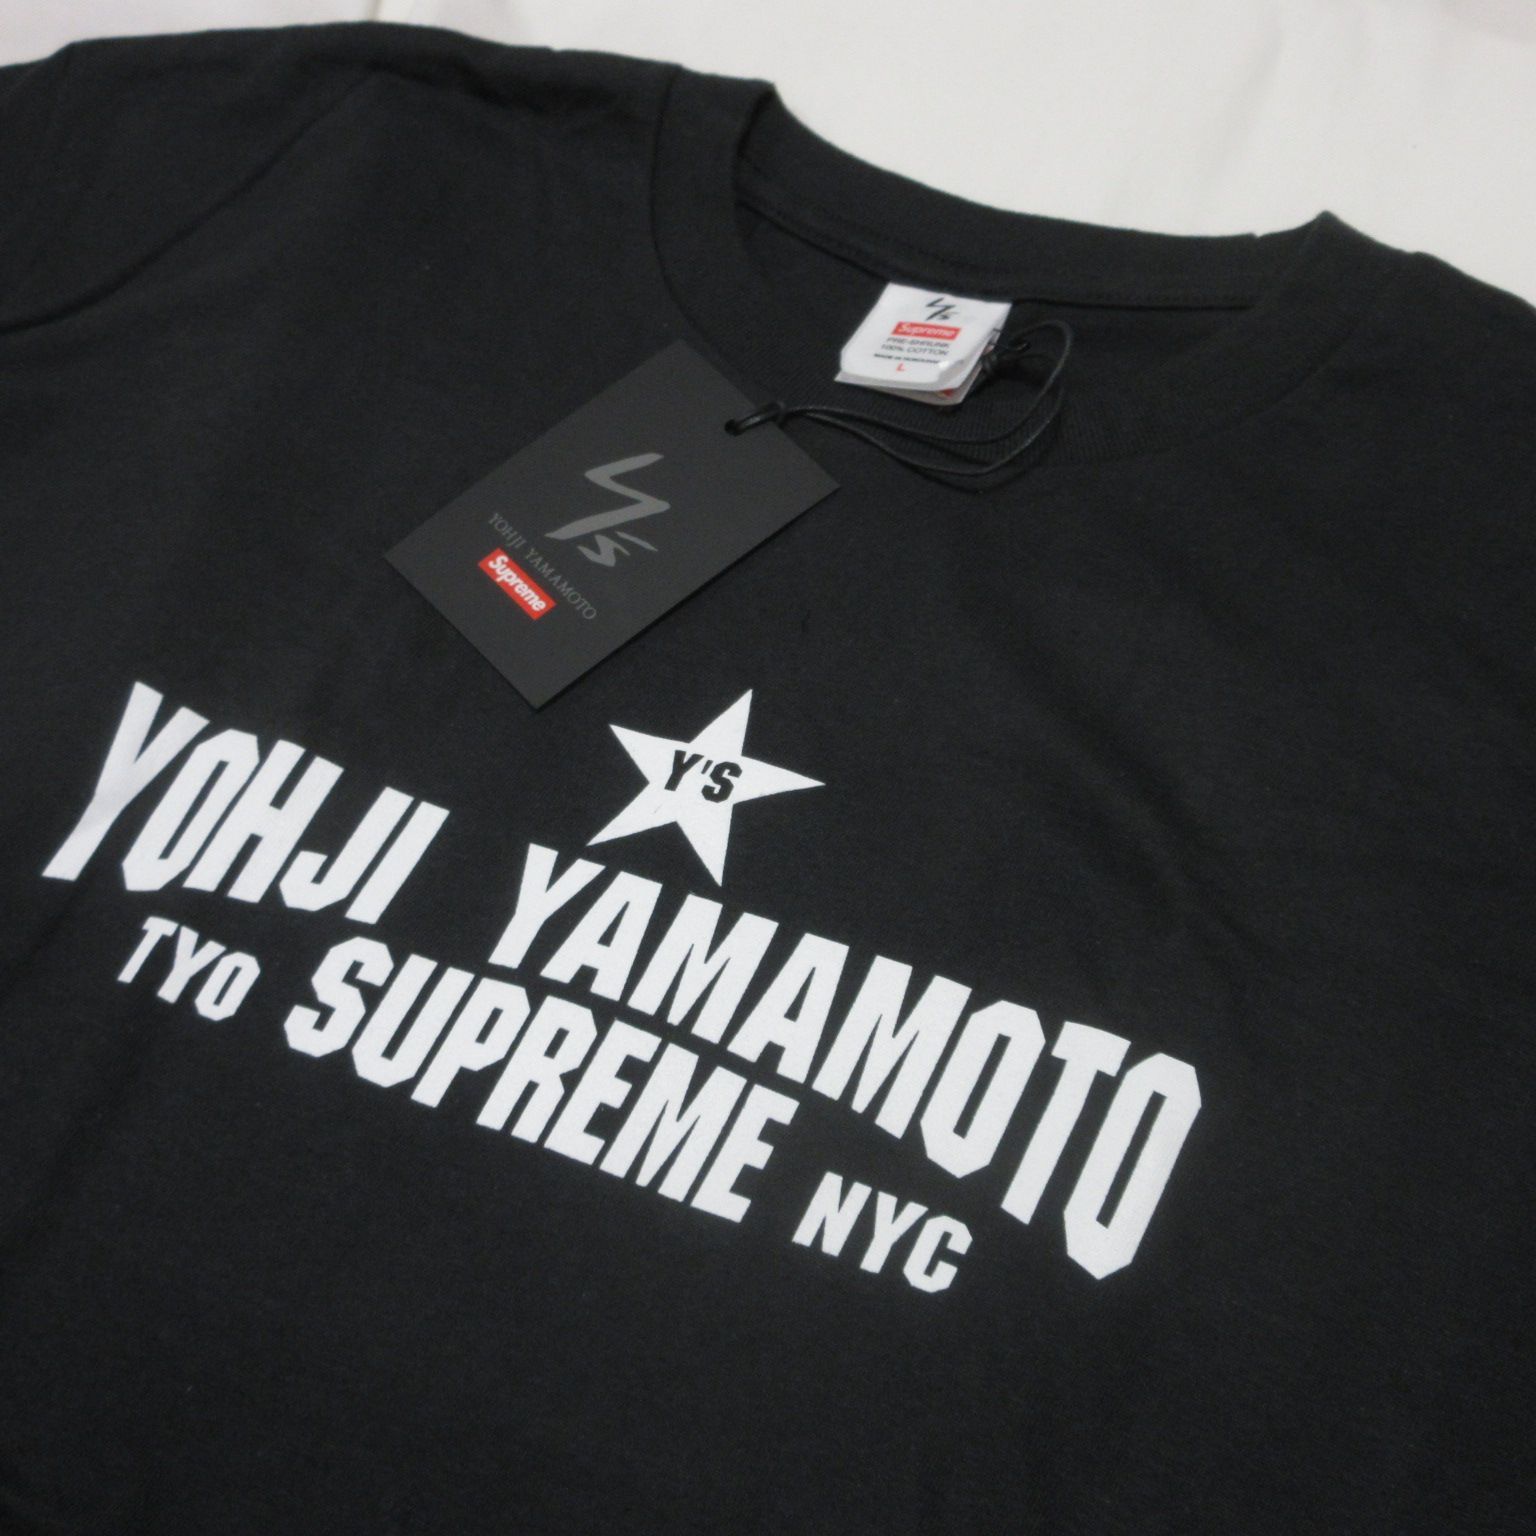 Y's
Supreme
PRE-SHRUNK
100% COTTON
L
Y's
YOHJI YAMAMOTO
Supreme
Y'S
YOHJI YAMAMOTO
TYO SUPREME NYC